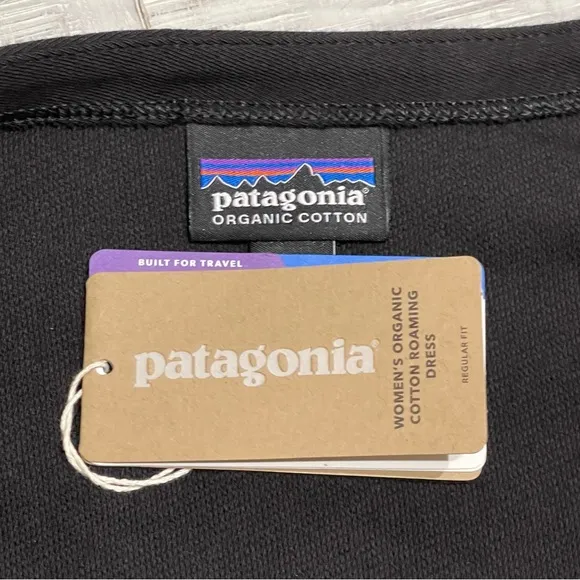 patagonia®
ORGANIC COTTON
BUILT FOR TRAVEL
patagonia®
WOMEN'S ORGANIC
COTTON ROAMING
DRESS
REGULAR FIT